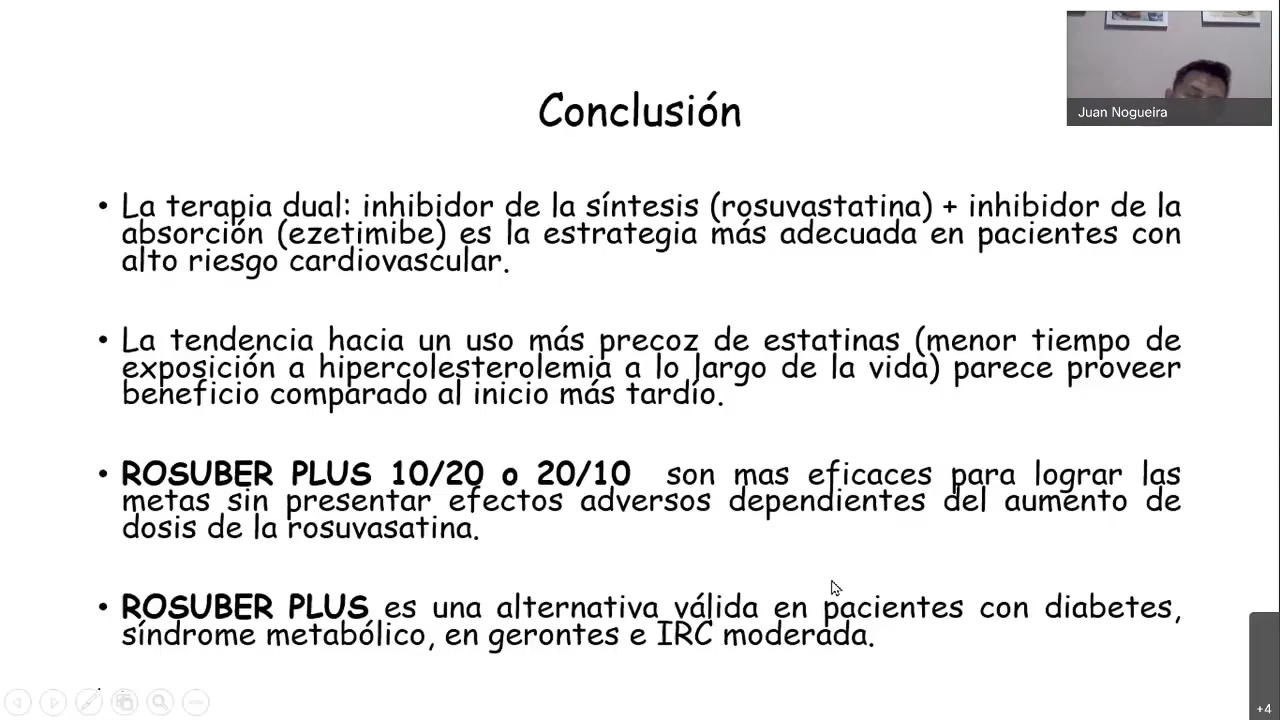 Juan Nogueira
Conclusión
• La terapia dual: inhibidor de la síntesis (rosuvastatina) + inhibidor de la
absorción (ezetimibe) es la estrategia más adecuada en pacientes con
alto riesgo cardiovascular.
• La tendencia hacia un uso más precoz de estatinas (menor tiempo de
exposición a hipercolesterolemia a lo largo de la vida) parece proveer
beneficio comparado al inicio más tardío.
• ROSUBER PLUS 10/20 o 20/10 son mas eficaces para lograr las
metas sin presentar efectos adversos dependientes del aumento de
dosis de la rosuvasatina.
• ROSUBER PLUS es una alternativa válida en pacientes con diabetes,
síndrome metabólico, en gerontes e IRC moderada.
+4